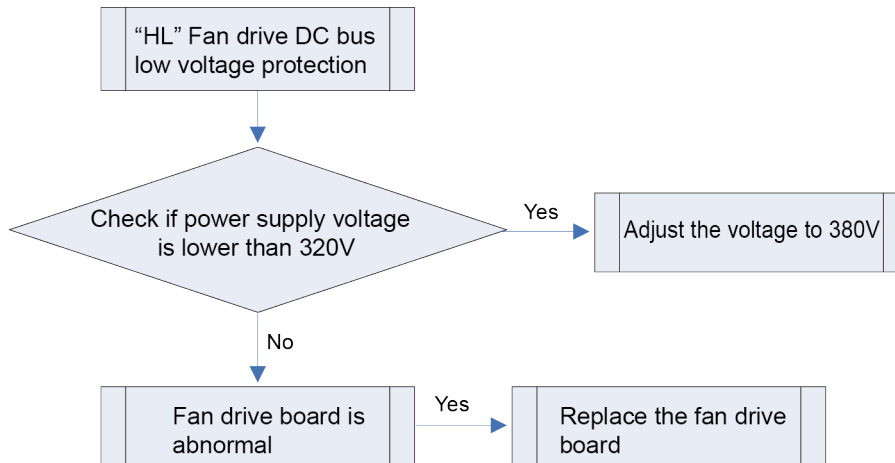 “HL” Fan drive DC bus
low voltage protection
Check if power supply voltage
is lower than 320V
Yes
Adjust the voltage to 380V
No
Fan drive board is
abnormal
Yes
Replace the fan drive
board